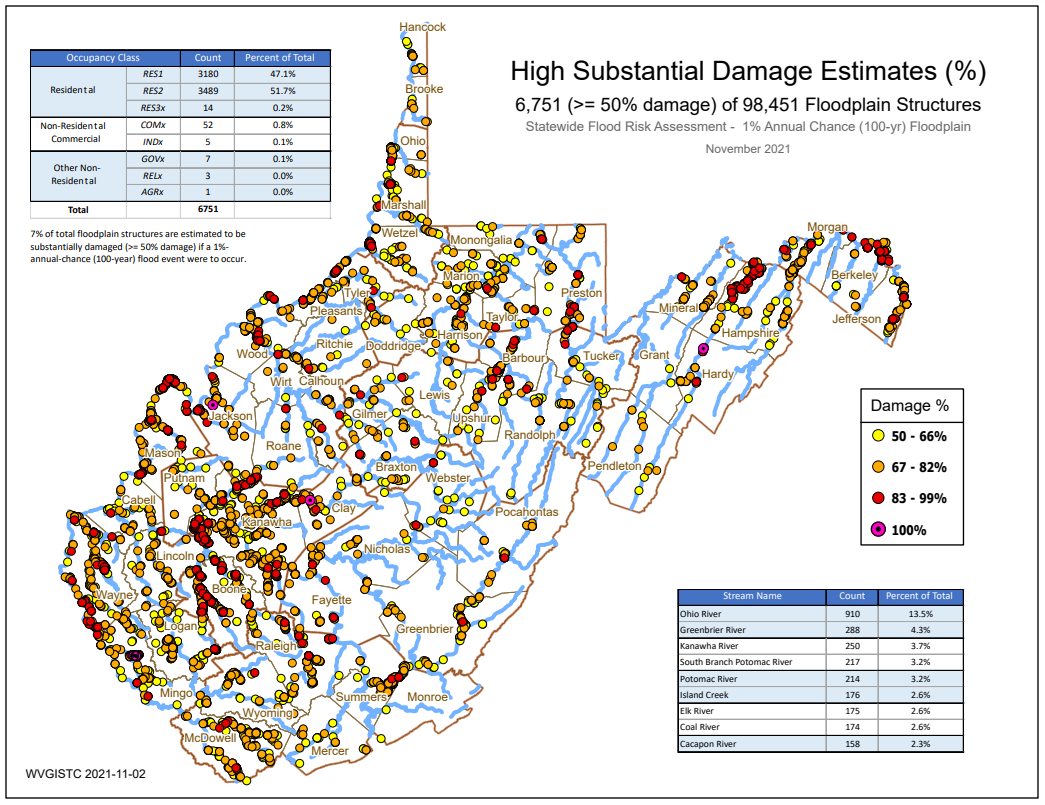 High Substantial Damage Estimates (%)
6,751 (>= 50% damage) of 98,451 Floodplain Structures
Statewide Flood Risk Assessment - 1% Annual Chance (100-yr) Floodplain
November 2021
Occupancy Class Count Percent of Total
Residental RES1 3180 47.1%
RES2 3489 51.7%
RES3x 14 0.2%
Non-Residental Commercial COMx 52 0.8%
INDx 5 0.1%
Other Non-Residental GOVx 7 0.1%
RELx 3 0.0%
AGRx 1 0.0%
Total 6751
7% of total floodplain structures are estimated to be
substantially damaged (>= 50% damage) if a 1%-
annual-chance (100-year) flood event were to occur.
Hancock
Brooke
Ohio
Marshall
Wetzel
Monongalia
Morgan
Marion
Berkeley
Tyler
Preston
Pleasants
Mineral
Taylor
Jefferson
Harrison
Hampshire
Ritchie
Doddridge
Wood
Barbour
Tucker
Grant
Hardy
Wirt
Calhoun
Lewis
Jackson
Gilmer
Upshur
Randolph
Roane
Mason
Braxton
Pendleton
Putnam
Webster
Cabell
Clay
Pocahontas
Kanawha
Nicholas
Lincoln
Boone
Wayne
Fayette
Logan
Greenbrier
Raleigh
Mingo
Summers
Monroe
Wyoming
McDowell
Mercer
Damage %
50 - 66%
67 - 82%
83 - 99%
100%
Stream Name Count Percent of Total
Ohio River 910 13.5%
Greenbrier River 288 4.3%
Kanawha River 250 3.7%
South Branch Potomac River 217 3.2%
Potomac River 214 3.2%
Island Creek 176 2.6%
Elk River 175 2.6%
Coal River 174 2.6%
Cacapon River 158 2.3%
WVGISTC 2021-11-02